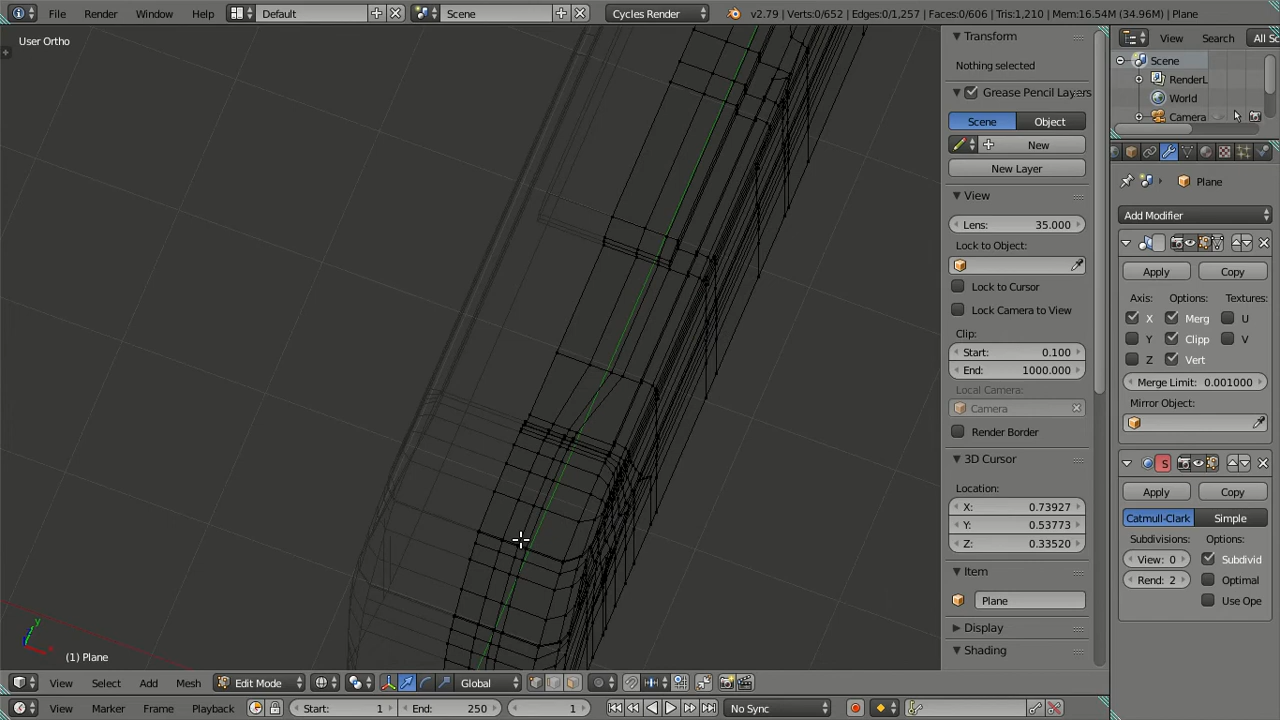 File Render Window Help Default Scene Cycles Render v2.79 | Verts:0/652 | Edges:0/1,257 | Faces:0/606 | Tris:1,210 | Mem:16.54M (34.96M) | Plane
User Ortho
Transform
Nothing selected
Grease Pencil Layers
Scene Object
New
New Layer
View
Lens: 35.000
Lock to Object:
Lock to Cursor
Lock Camera to View
Clip:
Start: 0.100
End: 1000.000
Local Camera:
Camera
Render Border
3D Cursor
Location:
X: 0.73927
Y: 0.53773
Z: 0.33520
Item
Plane
Display
Shading
View Search All Sc
Scene
RenderL
World
Camera
Plane
Add Modifier
Apply Copy
Axis: Options: Textures:
X Merg U
Y Clipp V
Z Vert
Merge Limit: 0.001000
Mirror Object:
S
Apply Copy
Catmull-Clark Simple
Subdivisions: Options:
View: 0 Subdivid
Rend: 2 Optimal
Use Ope
y
x
(1) Plane
View Select Add Mesh Edit Mode Global
View Marker Frame Playback Start: 1 End: 250 1 No Sync